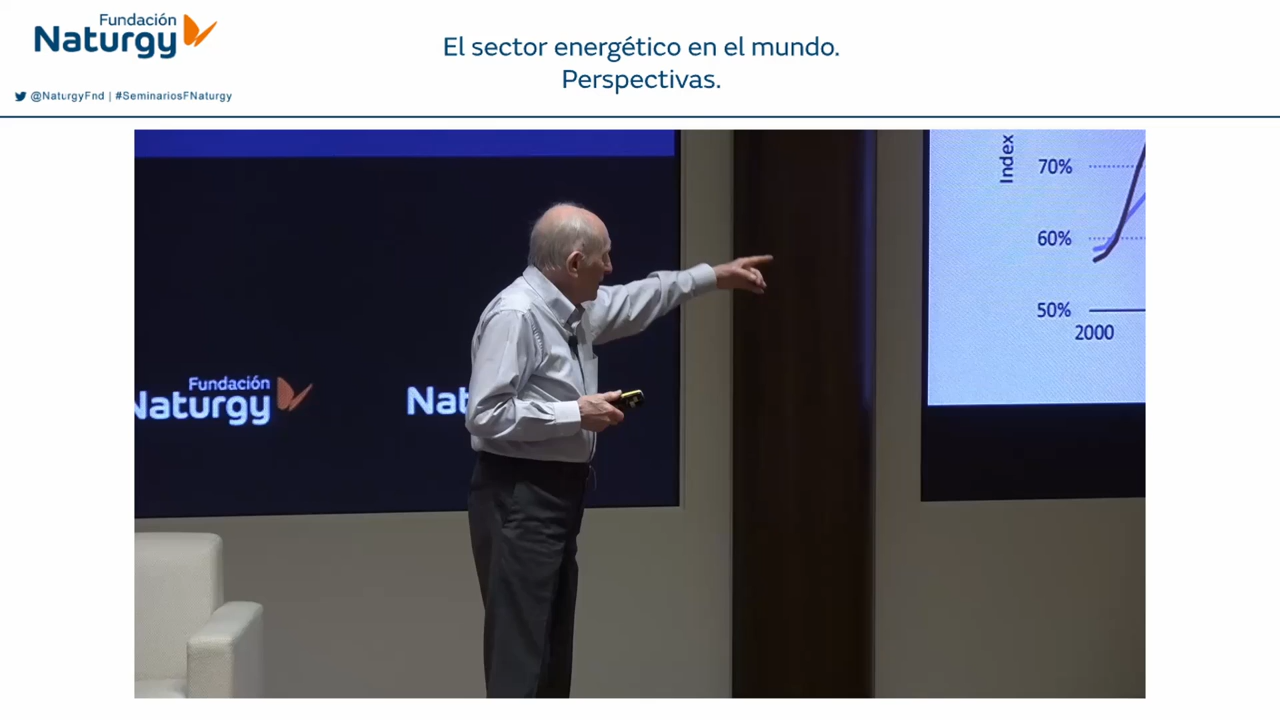 Fundación
Naturgy
@NaturgyFnd | #SeminariosFNaturgy
El sector energético en el mundo.
Perspectivas.
Index
70%
60%
50%
2000
Fundación
Naturgy
Nat